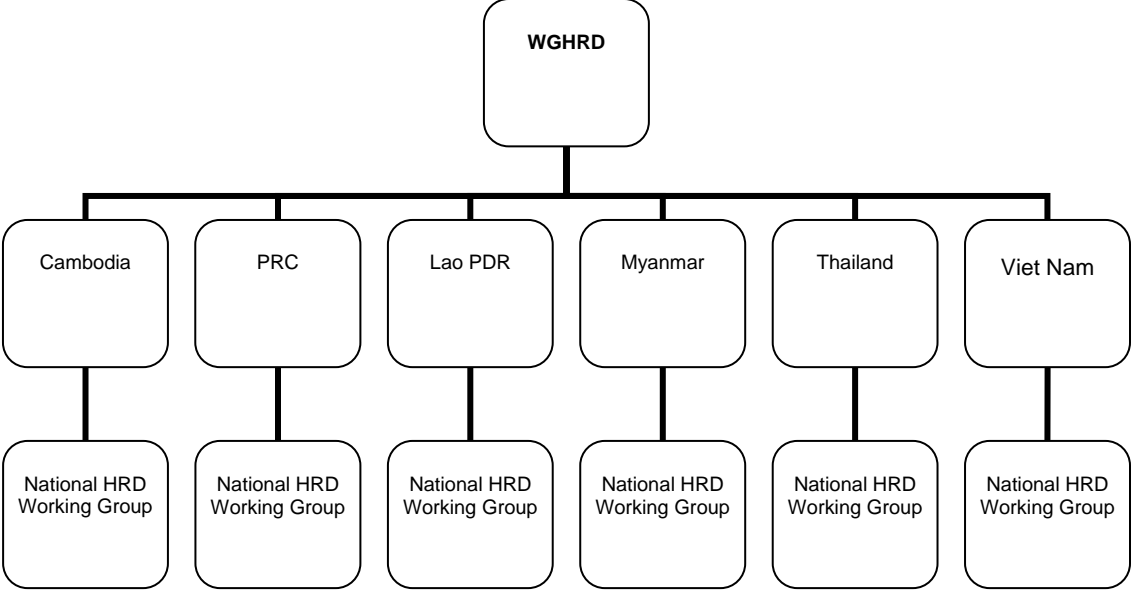 WGHRD
Cambodia
PRC
Lao PDR
Myanmar
Thailand
Viet Nam
National HRD
Working Group
National HRD
Working Group
National HRD
Working Group
National HRD
Working Group
National HRD
Working Group
National HRD
Working Group